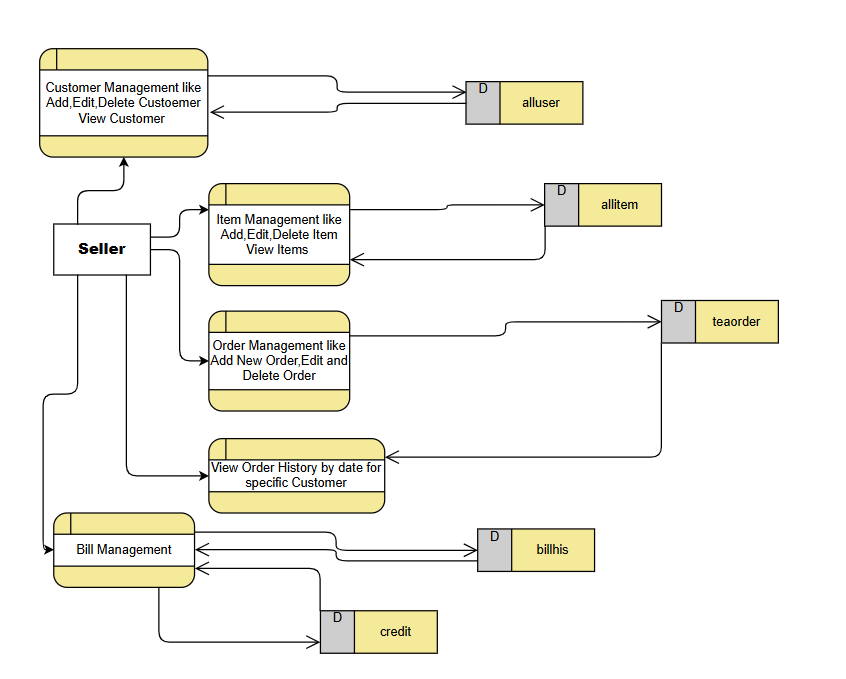 Customer Management like
Add,Edit,Delete Custoemer
View Customer
D
alluser
Seller
Item Management like
Add,Edit,Delete Item
View Items
D
allitem
Order Management like
Add New Order,Edit and
Delete Order
D
teaorder
View Order History by date for
specific Customer
Bill Management
D
billhis
D
credit